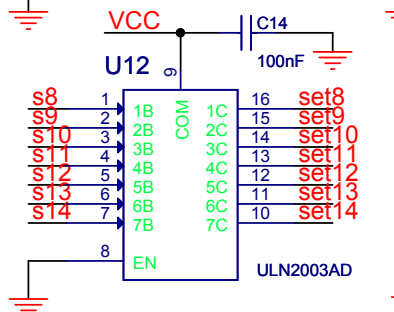 VCC
C14
100nF
U12
9
COM
s8 1 1B 1C 16 set8
s9 2 2B 2C 15 set9
s10 3 3B 3C 14 set10
s11 4 4B 4C 13 set11
s12 5 5B 5C 12 set12
s13 6 6B 6C 11 set13
s14 7 7B 7C 10 set14
8 EN
ULN2003AD